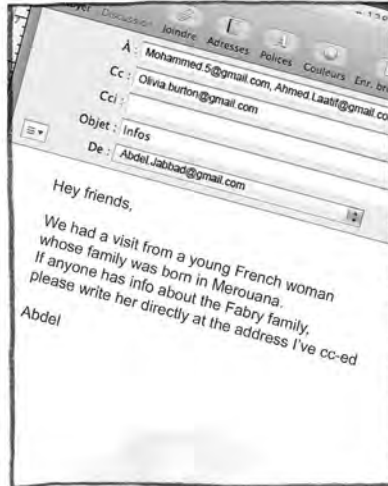 Discussion Joindre Adresses Polices Couleurs
À : Mohammed.5@gmail.com, Ahmed.Laatif@gmail.co
Cc : Olivia.burton@gmail.com
Cci :
Objet : Infos
De : Abdel.Jabbad@gmail.com
Hey friends,
We had a visit from a young French woman
whose family was born in Merouana.
If anyone has info about the Fabry family,
please write her directly at the address I've cc-ed
Abdel